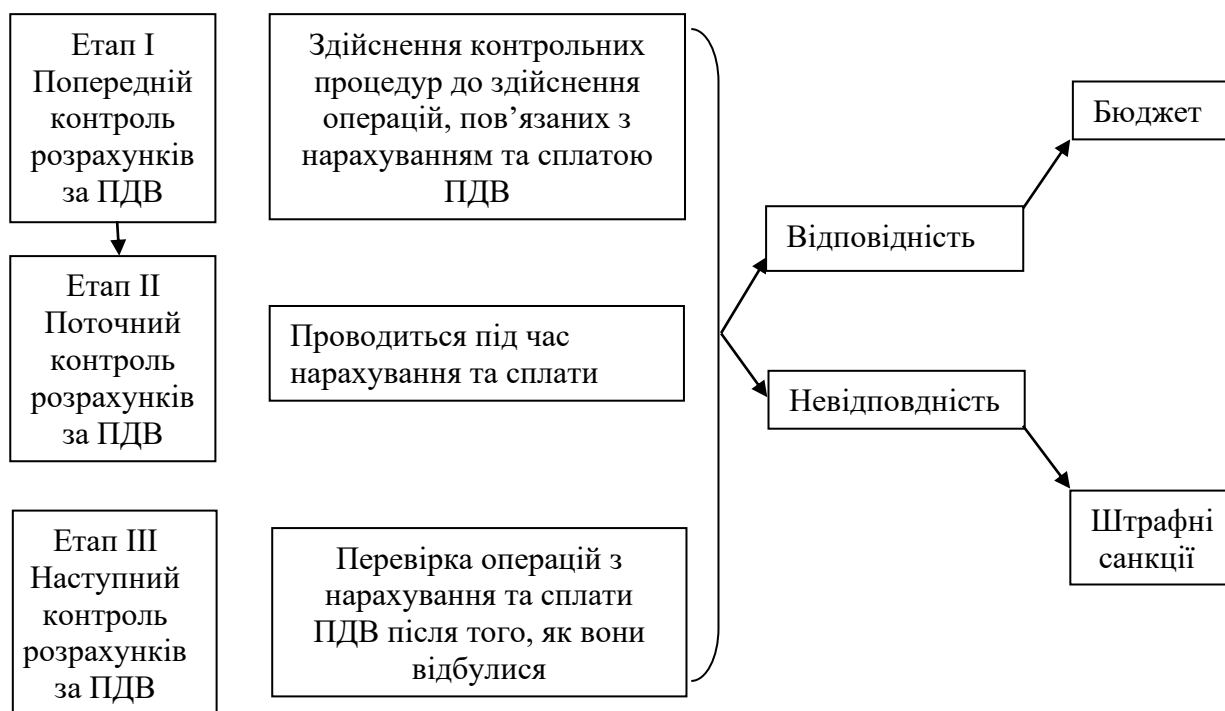 Етап I
Попередній
контроль
розрахунків
за ПДВ
Здійснення контрольних
процедур до здійснення
операцій, пов’язаних з
нарахуванням та сплатою
ПДВ
Бюджет
Відповідність
Етап II
Поточний
контроль
розрахунків
за ПДВ
Проводиться під час
нарахування та сплати
Невідповдність
Етап III
Наступний
контроль
розрахунків
за ПДВ
Перевірка операцій з
нарахування та сплати
ПДВ після того, як вони
відбулися
Штрафні
санкції